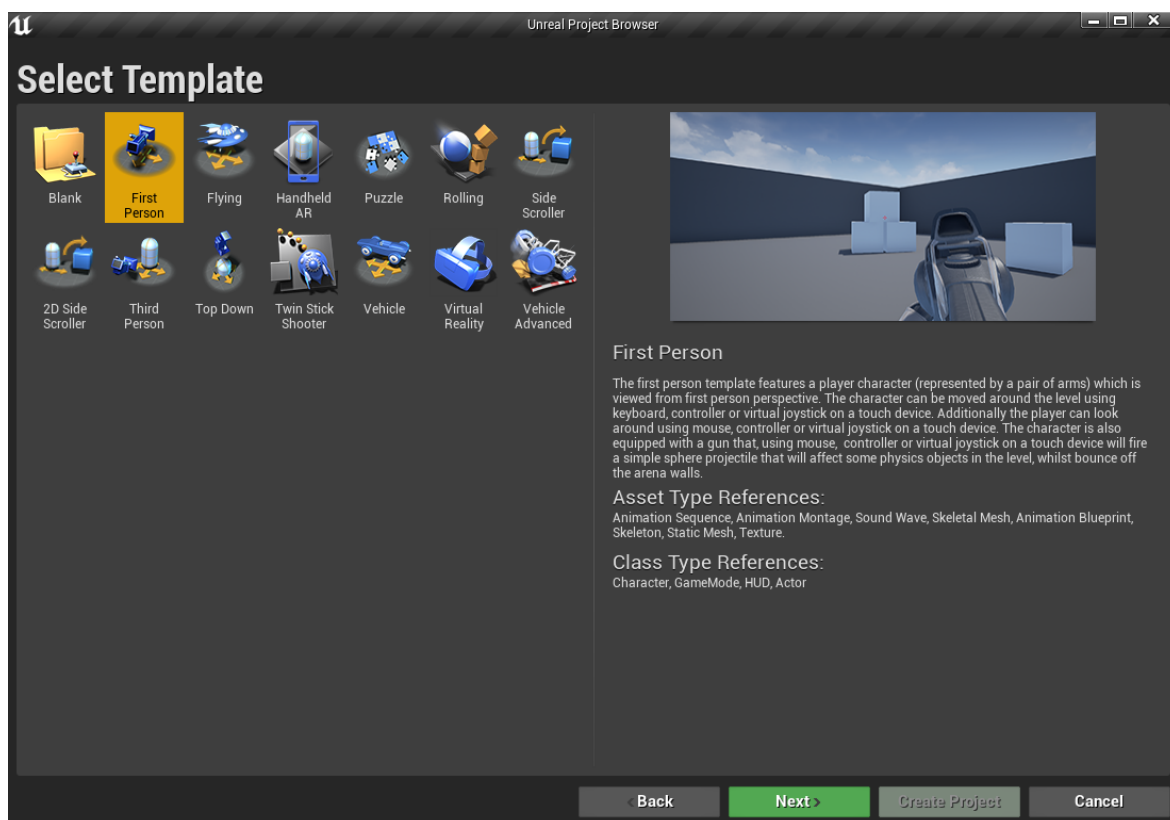 Unreal Project Browser
Select Template
Blank
First
Person
Flying
Handheld
AR
Puzzle
Rolling
Side
Scroller
2D Side
Scroller
Third
Person
Top Down
Twin Stick
Shooter
Vehicle
Virtual
Reality
Vehicle
Advanced
First Person
The first person template features a player character (represented by a pair of arms) which is
viewed from first person perspective. The character can be moved around the level using
keyboard, controller or virtual joystick on a touch device. Additionally the player can look
around using mouse, controller or virtual joystick on a touch device. The character is also
equipped with a gun that, using mouse, controller or virtual joystick on a touch device will fire
a simple sphere projectile that will affect some physics objects in the level, whilst bounce off
the arena walls.
Asset Type References:
Animation Sequence, Animation Montage, Sound Wave, Skeletal Mesh, Animation Blueprint,
Skeleton, Static Mesh, Texture.
Class Type References:
Character, GameMode, HUD, Actor
< Back
Next >
Create Project
Cancel